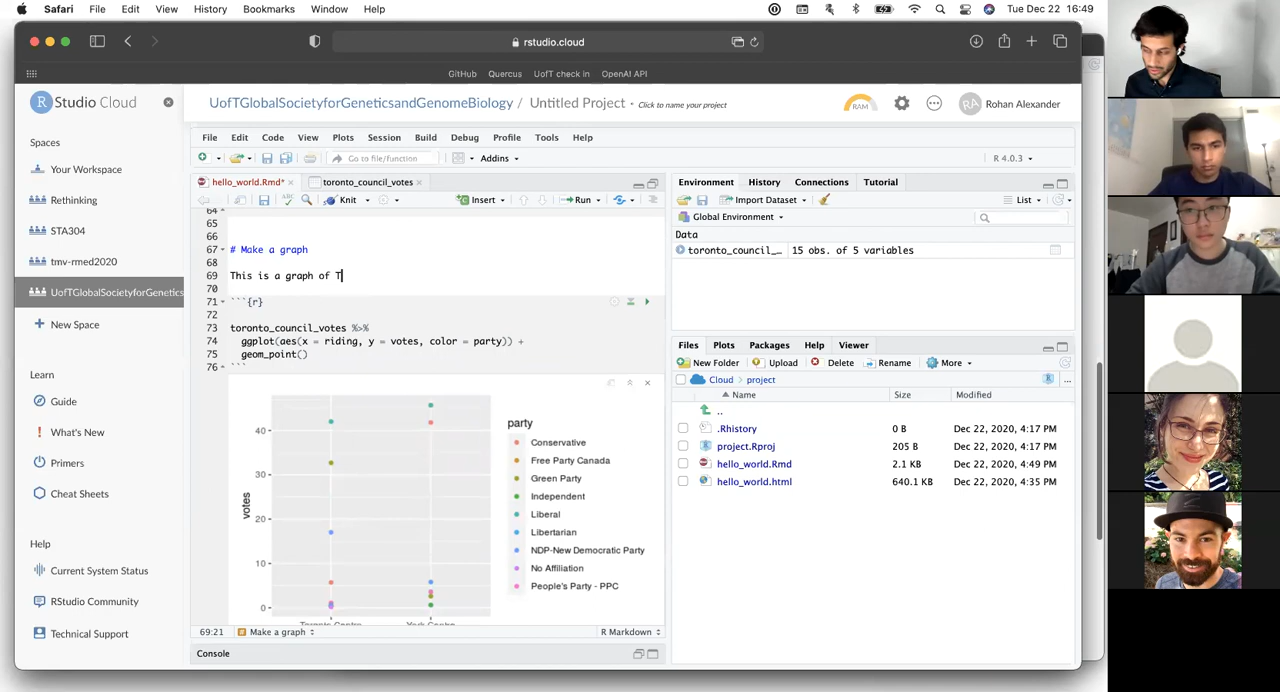 Safari File Edit View History Bookmarks Window Help Tue Dec 22 16:49
rstudio.cloud
GitHub Quercus UofT check in OpenAI API
R Studio Cloud
UofTGlobalSocietyforGeneticsandGenomeBiology / Untitled Project • Click to name your project
RAM
RA Rohan Alexander
Spaces
Your Workspace
Rethinking
STA304
tmv-rmed2020
UofTGlobalSocietyforGenetics
New Space
Learn
Guide
What's New
Primers
Cheat Sheets
Help
Current System Status
RStudio Community
Technical Support
File Edit Code View Plots Session Build Debug Profile Tools Help
Go to file/function Addins R 4.0.3
hello_world.Rmd* toronto_council_votes
Knit Insert Run
64
65
66
67 # Make a graph
68
69 This is a graph of T
70
71 ```{r}
72
73 toronto_council_votes %>%
74 ggplot(aes(x = riding, y = votes, color = party)) +
75 geom_point()
76 ```
votes
40
30
20
10
0
party
Conservative
Free Party Canada
Green Party
Independent
Liberal
Libertarian
NDP-New Democratic Party
No Affiliation
People's Party - PPC
69:21 Make a graph R Markdown
Console
Environment History Connections Tutorial
Import Dataset List
Global Environment
Data
toronto_council_… 15 obs. of 5 variables
Files Plots Packages Help Viewer
New Folder Upload Delete Rename More
Cloud project
Name Size Modified
..
.Rhistory 0 B Dec 22, 2020, 4:17 PM
project.Rproj 205 B Dec 22, 2020, 4:17 PM
hello_world.Rmd 2.1 KB Dec 22, 2020, 4:49 PM
hello_world.html 640.1 KB Dec 22, 2020, 4:35 PM